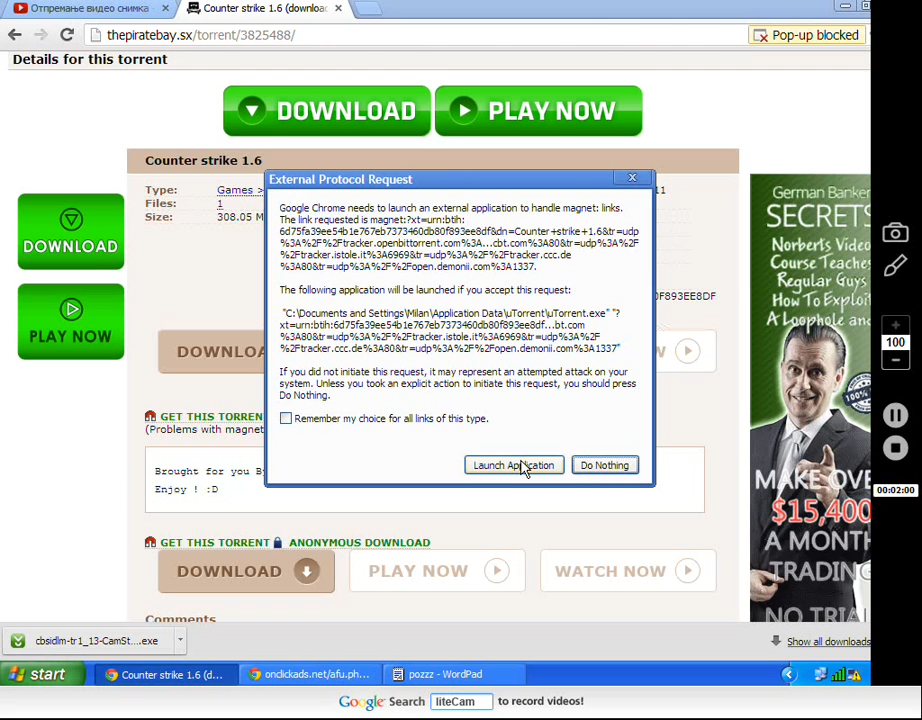 Отпремање видео снимка
Counter strike 1.6 (downloa
thepiratebay.sx/torrent/3825488/
Pop-up blocked
Details for this torrent
DOWNLOAD
PLAY NOW
Counter strike 1.6
Type: Games >
Files: 1
Size: 308.05 M
11
0F893EE8DF
DOWNLOAD
PLAY NOW
External Protocol Request
Google Chrome needs to launch an external application to handle magnet: links.
The link requested is magnet:?xt=urn:btih:
6d75fa39ee54b1e767eb7373460db80f893ee8df&dn=Counter+strike+1.6&tr=udp
%3A%2F%2Ftracker.openbittorrent.com%3A...cbt.com%3A80&tr=udp%3A%2F
%2Ftracker.istole.it%3A6969&tr=udp%3A%2F%2Ftracker.ccc.de
%3A80&tr=udp%3A%2F%2Fopen.demonii.com%3A1337.
The following application will be launched if you accept this request:
"C:\Documents and Settings\Milan\Application Data\uTorrent\uTorrent.exe" "?
xt=urn:btih:6d75fa39ee54b1e767eb7373460db80f893ee8df...bt.com
%3A80&tr=udp%3A%2F%2Ftracker.istole.it%3A6969&tr=udp%3A%2F
%2Ftracker.ccc.de%3A80&tr=udp%3A%2F%2Fopen.demonii.com%3A1337"
If you did not initiate this request, it may represent an attempted attack on your
system. Unless you took an explicit action to initiate this request, you should press
Do Nothing.
Remember my choice for all links of this type.
Launch Application
Do Nothing
DOWNLOA
GET THIS TORREN
(Problems with magnet
Brought for you B
Enjoy ! :D
GET THIS TORRENT
ANONYMOUS DOWNLOAD
DOWNLOAD
PLAY NOW
WATCH NOW
Comments
German Banker
SECRETS
Norberts Video
Course Teaches
Regular Guys
How To Exploi
A Loophole and
100%
MAKE OVE
$15,400
A MONTH
TRADING
NO TRIA
100
00:02:00
cbsidlm-tr1_13-CamSt....exe
Show all downloads
start
Counter strike 1.6 (d...
onclickads.net/afu.ph...
pozzz - WordPad
Google Search liteCam to record videos!